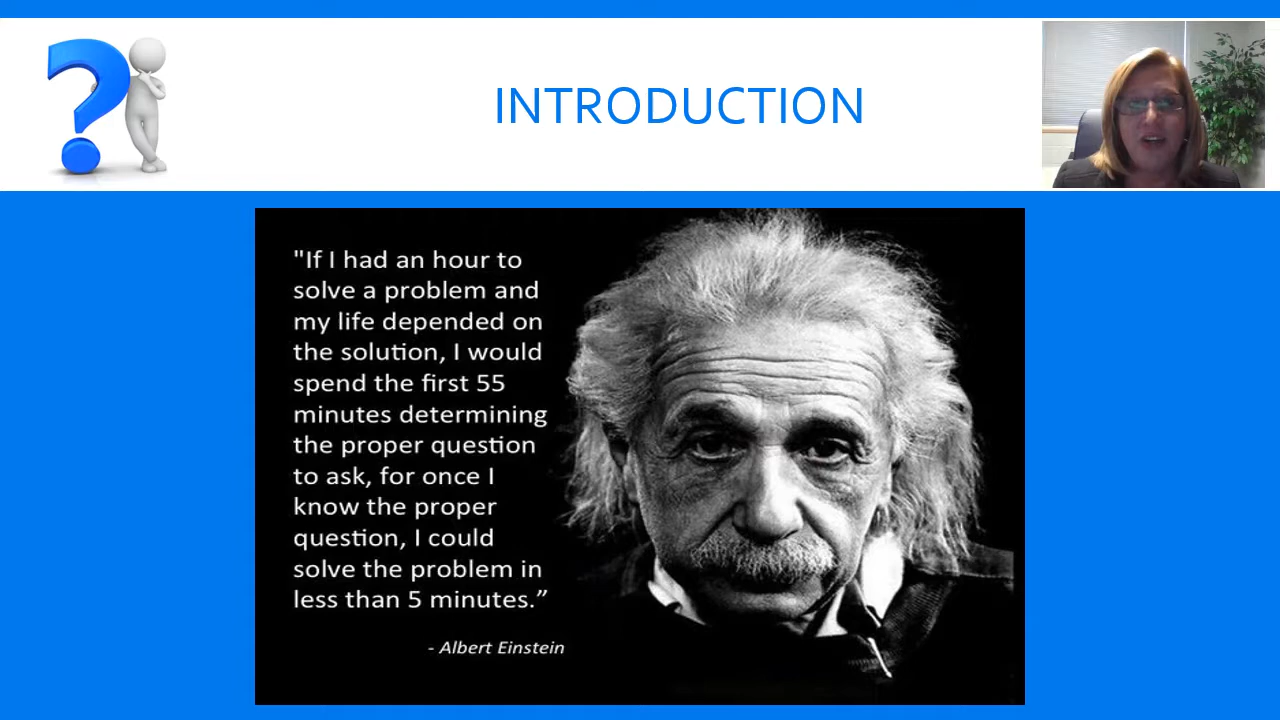 ?
INTRODUCTION
"If I had an hour to
solve a problem and
my life depended on
the solution, I would
spend the first 55
minutes determining
the proper question
to ask, for once I
know the proper
question, I could
solve the problem in
less than 5 minutes.”
- Albert Einstein